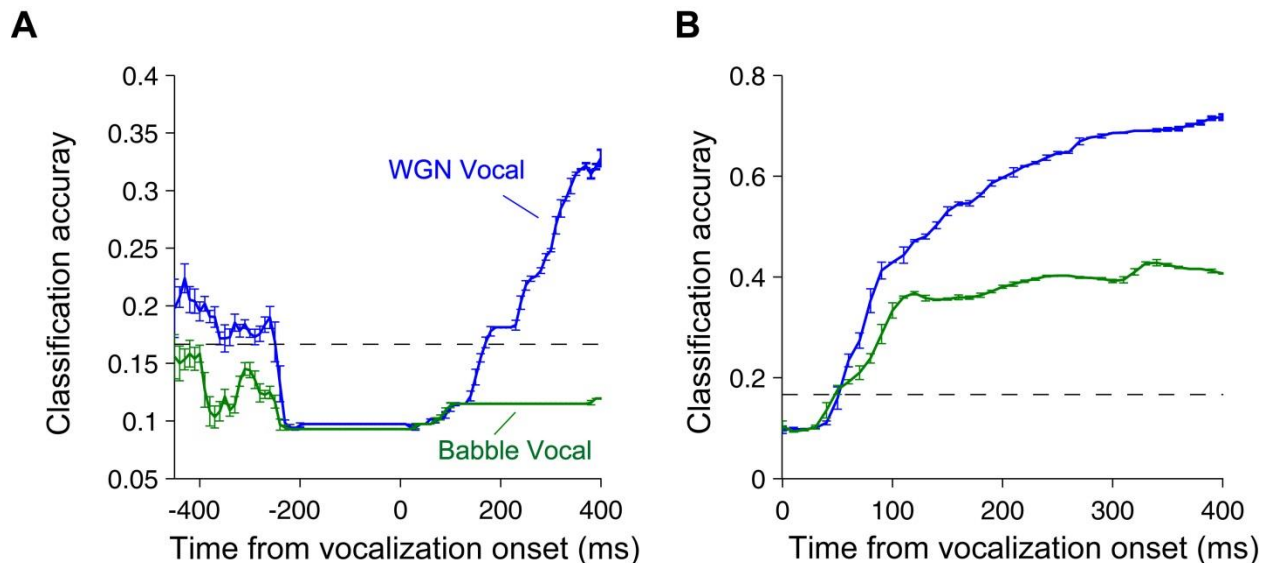 A
B
Classification accuray
0.4
0.35
0.3
0.25
0.2
0.15
0.1
0.05
WGN Vocal
Babble Vocal
-400 -200 0 200 400
Time from vocalization onset (ms)
Classification accuray
0.8
0.6
0.4
0.2
0
0 100 200 300 400
Time from vocalization onset (ms)